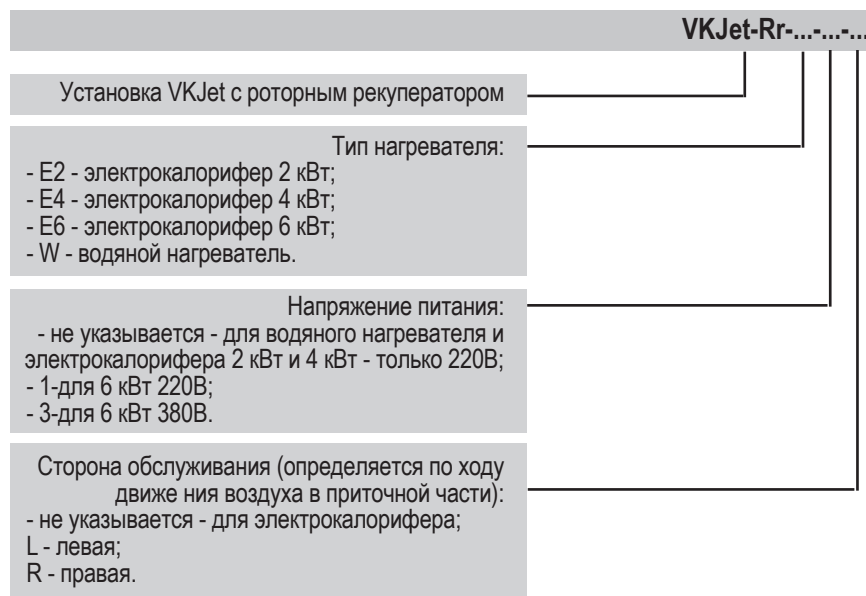 VKJet-Rr-...-...-...
Установка VKJet с роторным рекуператором
Тип нагревателя:
- E2 - электрокалорифер 2 кВт;
- E4 - электрокалорифер 4 кВт;
- E6 - электрокалорифер 6 кВт;
- W - водяной нагреватель.
Напряжение питания:
- не указывается - для водяного нагревателя и
электрокалорифера 2 кВт и 4 кВт - только 220В;
- 1-для 6 кВт 220В;
- 3-для 6 кВт 380В.
Сторона обслуживания (определяется по ходу
движе ния воздуха в приточной части):
- не указывается - для электрокалорифера;
L - левая;
R - правая.